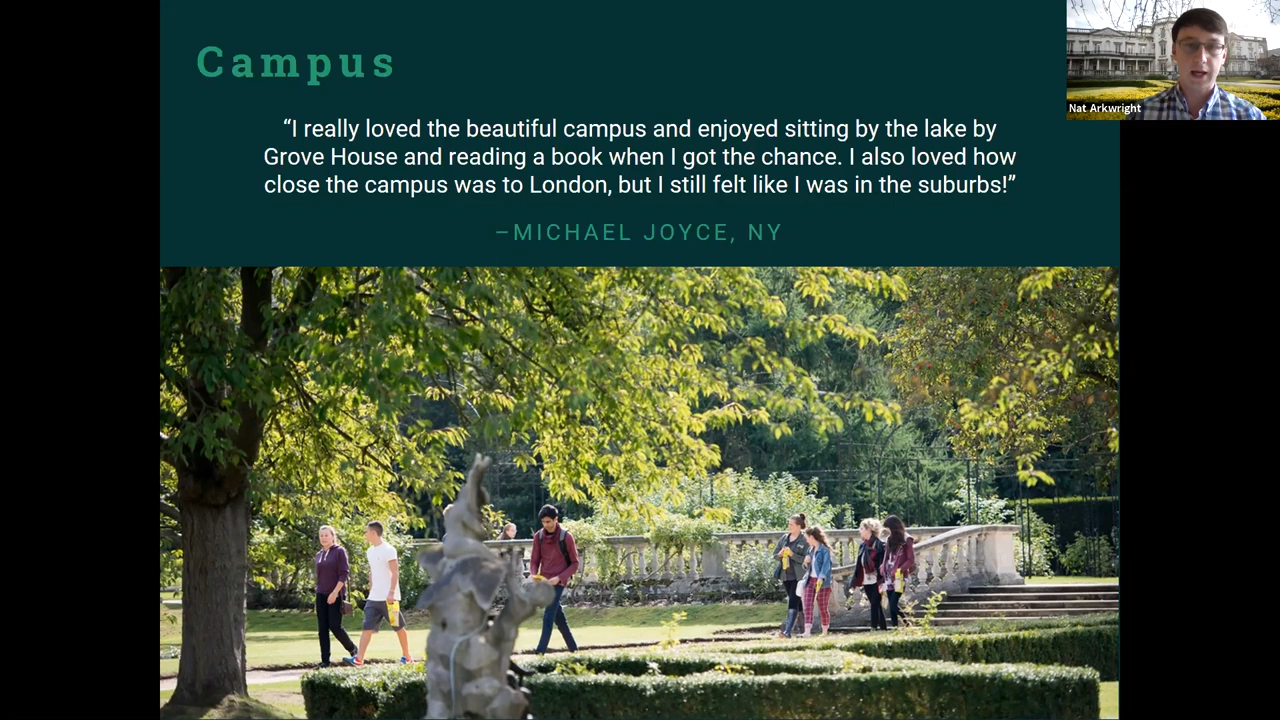 Campus
Nat Arkwright
“I really loved the beautiful campus and enjoyed sitting by the lake by
Grove House and reading a book when I got the chance. I also loved how
close the campus was to London, but I still felt like I was in the suburbs!”
–MICHAEL JOYCE, NY